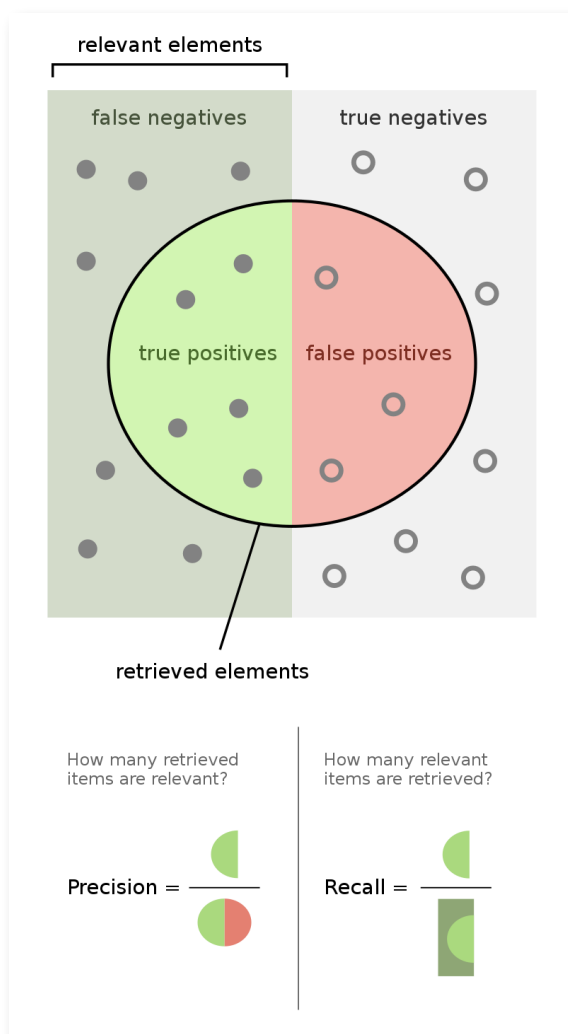 relevant elements
false negatives
true negatives
true positives
false positives
retrieved elements
How many retrieved
items are relevant?
How many relevant
items are retrieved?
Precision =
Recall =